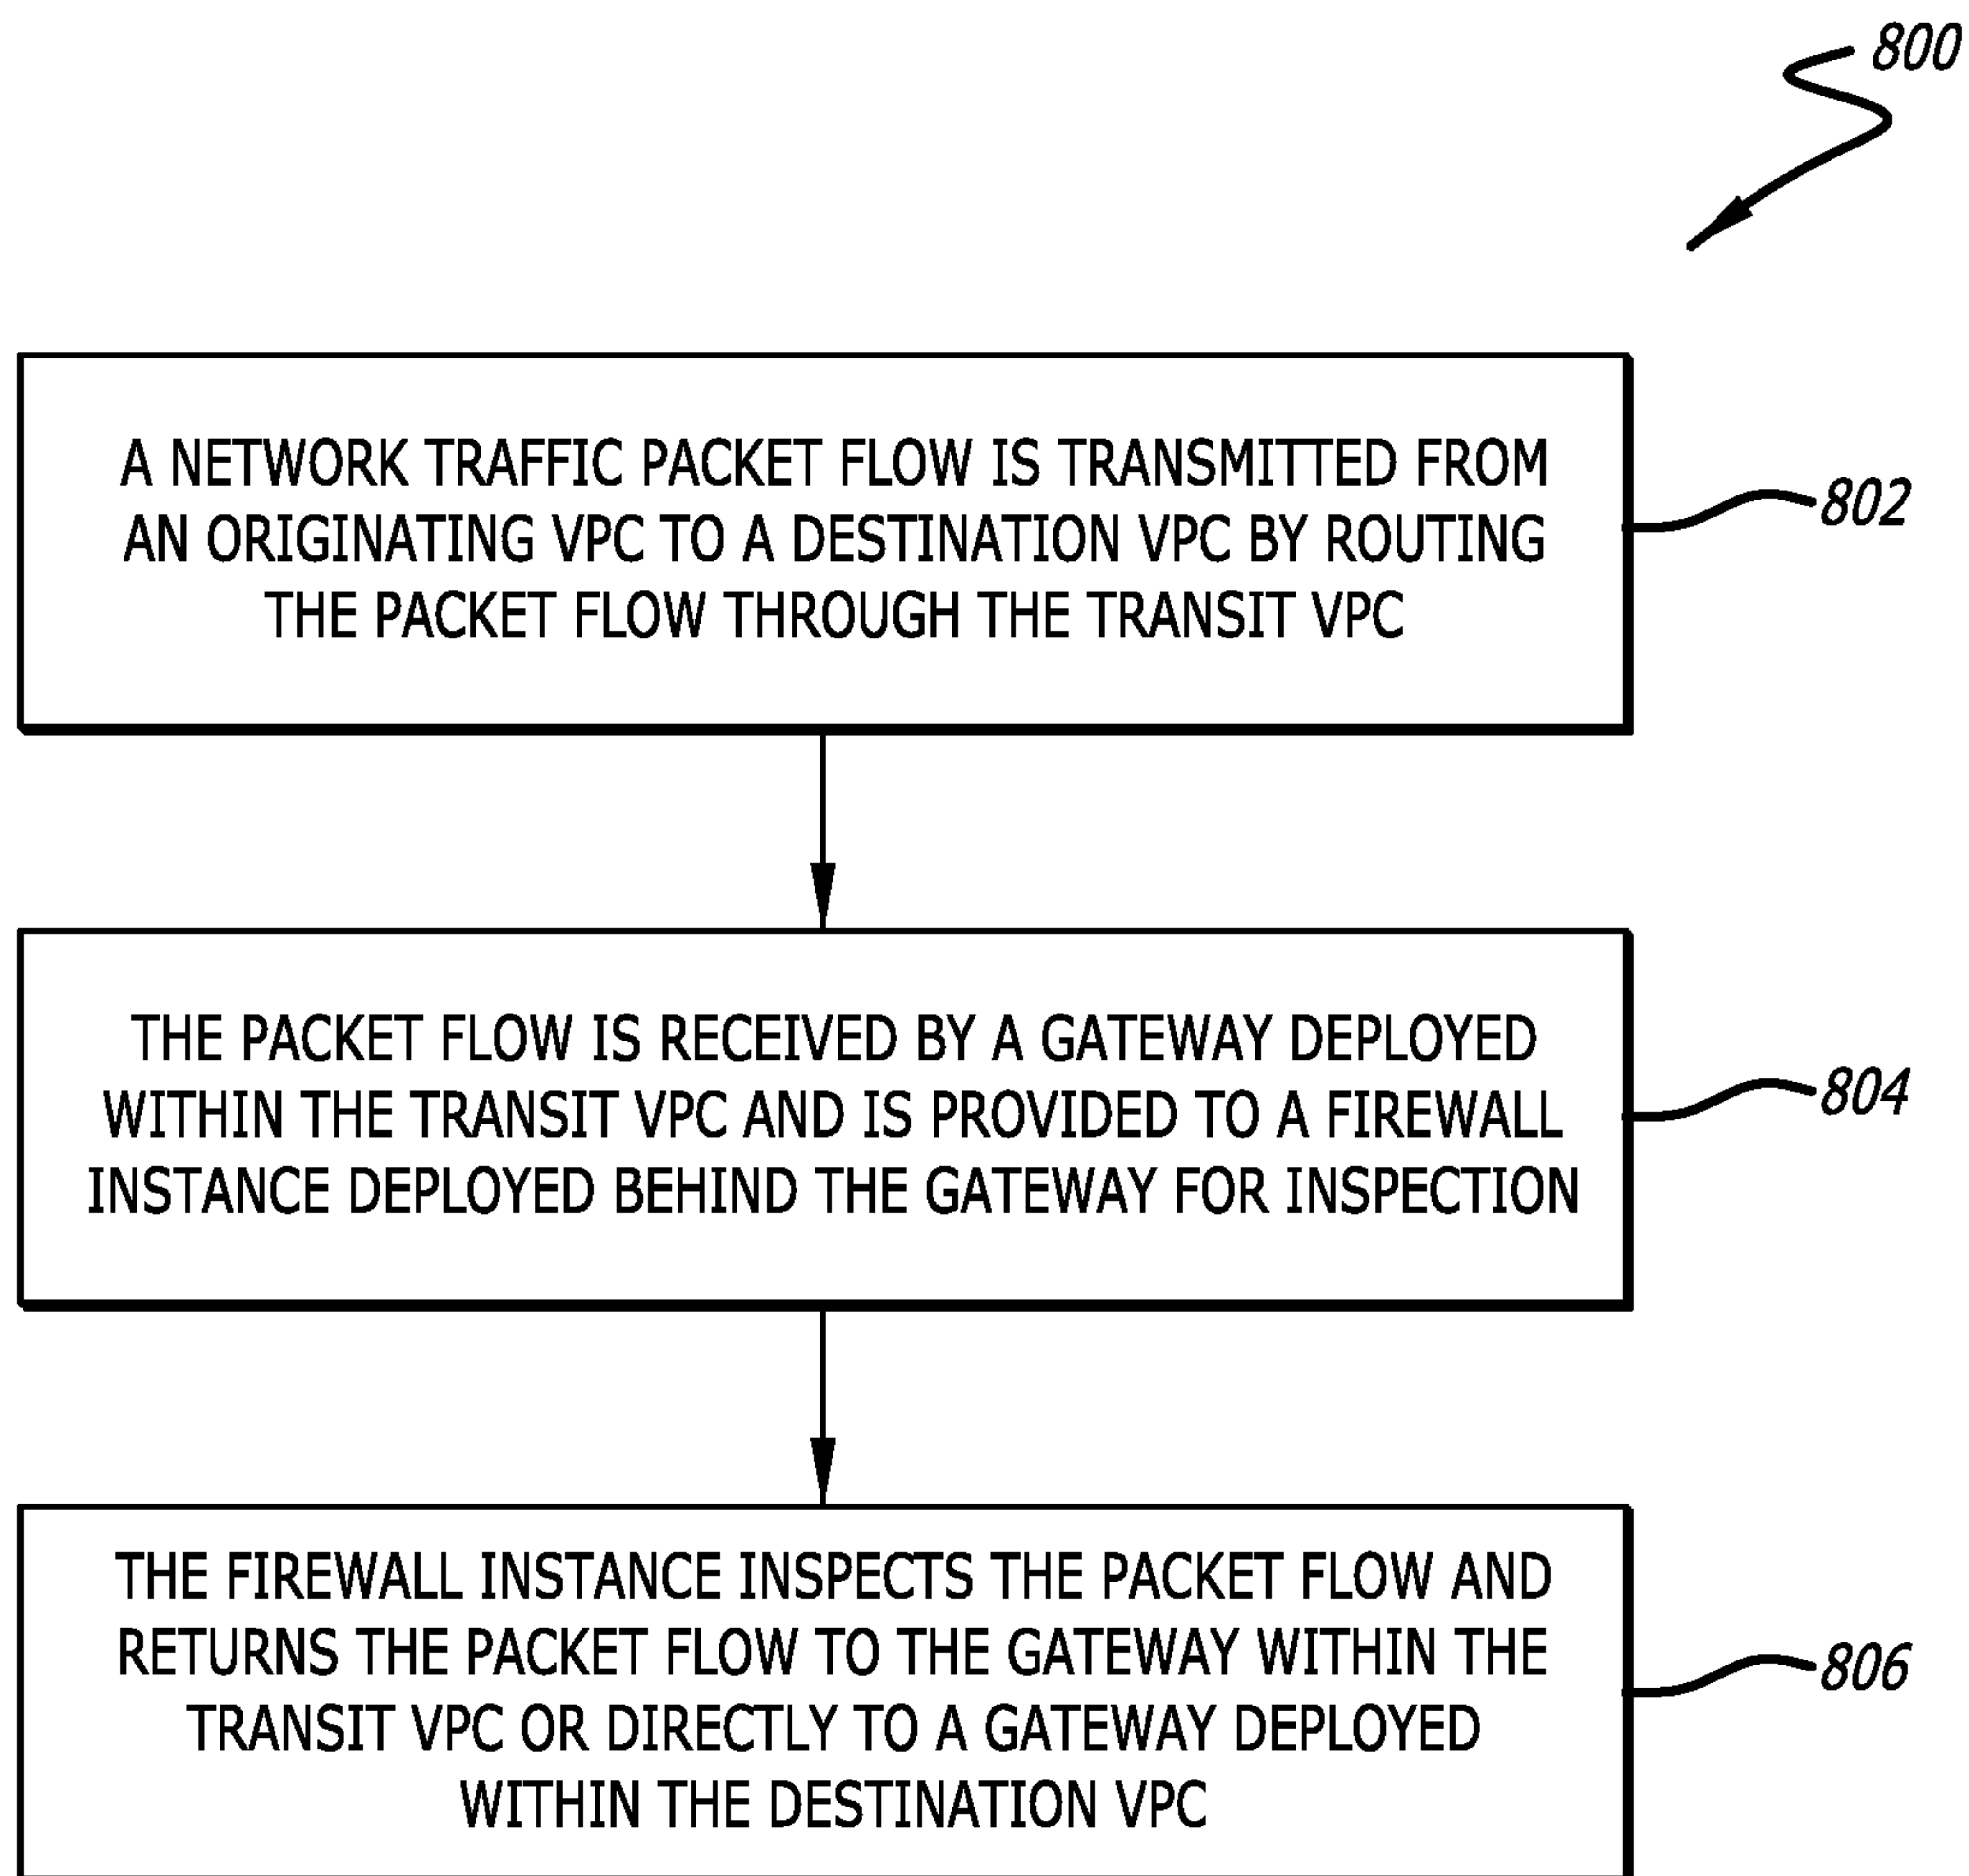 800
A NETWORK TRAFFIC PACKET FLOW IS TRANSMITTED FROM
AN ORIGINATING VPC TO A DESTINATION VPC BY ROUTING
THE PACKET FLOW THROUGH THE TRANSIT VPC
802
THE PACKET FLOW IS RECEIVED BY A GATEWAY DEPLOYED
WITHIN THE TRANSIT VPC AND IS PROVIDED TO A FIREWALL
INSTANCE DEPLOYED BEHIND THE GATEWAY FOR INSPECTION
804
THE FIREWALL INSTANCE INSPECTS THE PACKET FLOW AND
RETURNS THE PACKET FLOW TO THE GATEWAY WITHIN THE
TRANSIT VPC OR DIRECTLY TO A GATEWAY DEPLOYED
WITHIN THE DESTINATION VPC
806